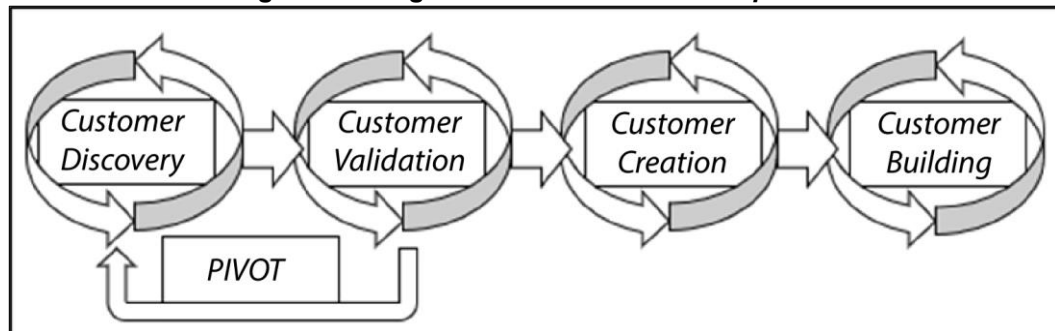 Customer
Discovery
Customer
Validation
Customer
Creation
Customer
Building
PIVOT